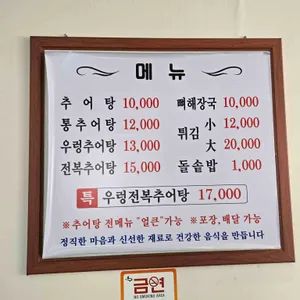 메 뉴
추 어 탕 10,000
통추어탕 12,000
우렁추어탕 13,000
전복추어탕 15,000
뼈해장국 10,000
튀김 小 12,000
大 20,000
돌솥밥 1,000
특 우렁전복추어탕 17,000
※추어탕 전메뉴 "얼큰"가능 ※포장,배달 가능
정직한 마음과 신선한 재료로 건강한 음식을 만듭니다
금연
NO SMOKING AREA